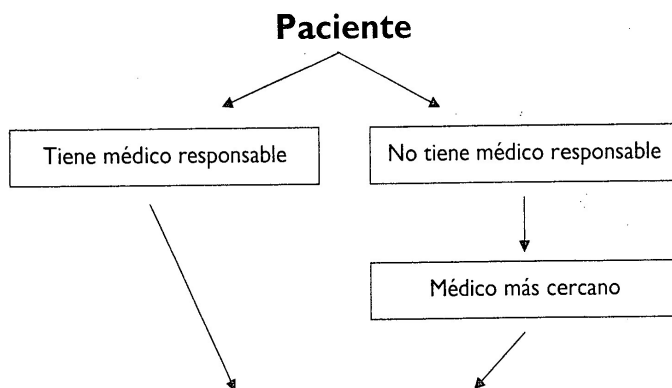 Paciente
Tiene médico responsable
No tiene médico responsable
Médico más cercano